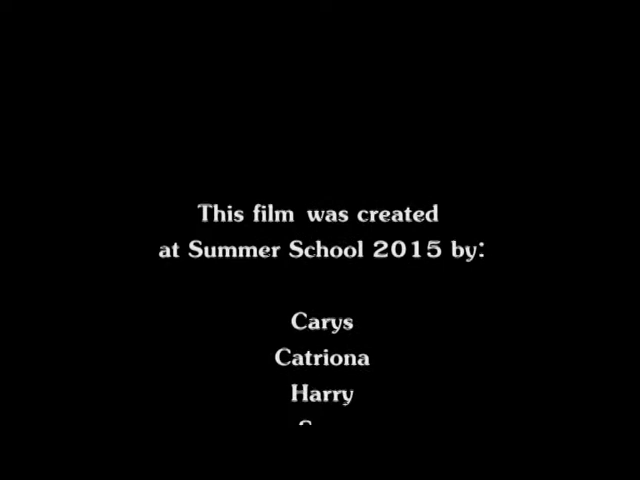 This film was created
at Summer School 2015 by:
Carys
Catriona
Harry